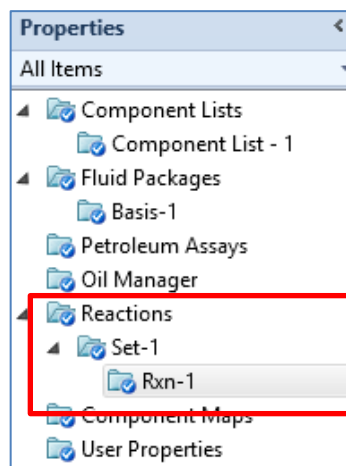 Properties
All Items
Component Lists
Component List - 1
Fluid Packages
Basis-1
Petroleum Assays
Oil Manager
Reactions
Set-1
Rxn-1
Component Maps
User Properties